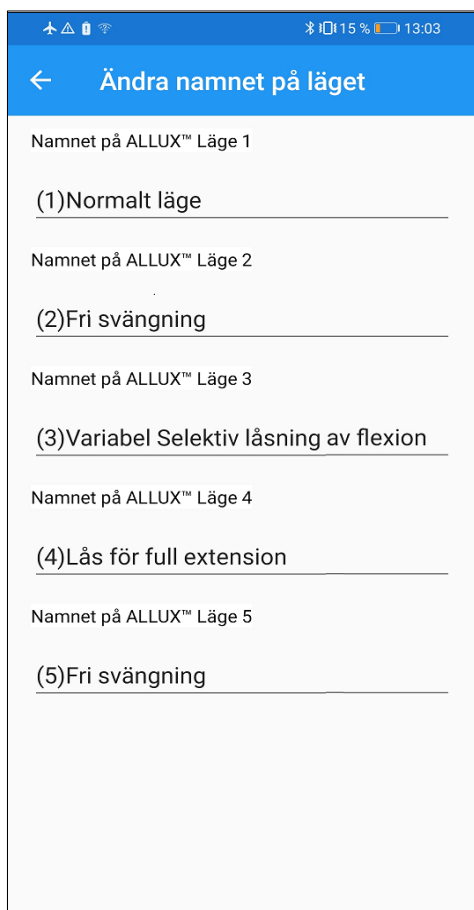 15 % 13:03
Ändra namnet på läget
Namnet på ALLUX™ Läge 1
(1)Normalt läge
Namnet på ALLUX™ Läge 2
(2)Fri svängning
Namnet på ALLUX™ Läge 3
(3)Variabel Selektiv låsning av flexion
Namnet på ALLUX™ Läge 4
(4)Lås för full extension
Namnet på ALLUX™ Läge 5
(5)Fri svängning